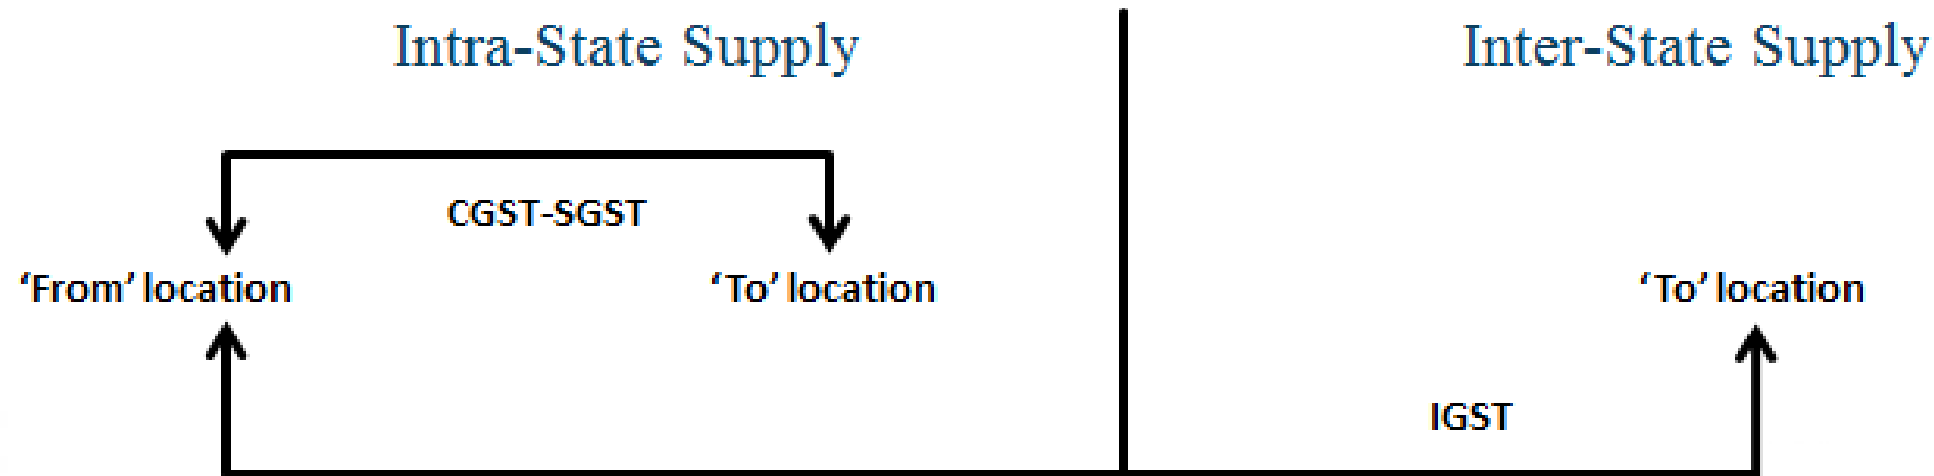 Intra-State Supply
Inter-State Supply
CGST-SGST
‘From’ location
‘To’ location
‘To’ location
IGST